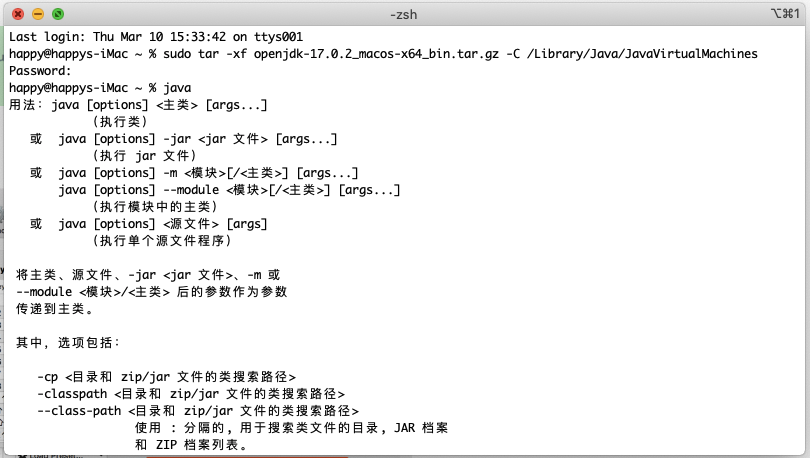 -zsh
⌥⌘1
Last login: Thu Mar 10 15:33:42 on ttys001
happy@happys-iMac ~ % sudo tar -xf openjdk-17.0.2_macos-x64_bin.tar.gz -C /Library/Java/JavaVirtualMachines
Password:
happy@happys-iMac ~ % java
用法：java [options] <主类> [args...]
（执行类）
或 java [options] -jar <jar 文件> [args...]
（执行 jar 文件）
或 java [options] -m <模块>[/<主类>] [args...]
java [options] --module <模块>[/<主类>] [args...]
（执行模块中的主类）
或 java [options] <源文件> [args]
（执行单个源文件程序）
将主类、源文件、-jar <jar 文件>、-m 或
--module <模块>/<主类> 后的参数作为参数
传递到主类。
其中，选项包括：
-cp <目录和 zip/jar 文件的类搜索路径>
-classpath <目录和 zip/jar 文件的类搜索路径>
--class-path <目录和 zip/jar 文件的类搜索路径>
使用 : 分隔的, 用于搜索类文件的目录, JAR 档案
和 ZIP 档案列表。